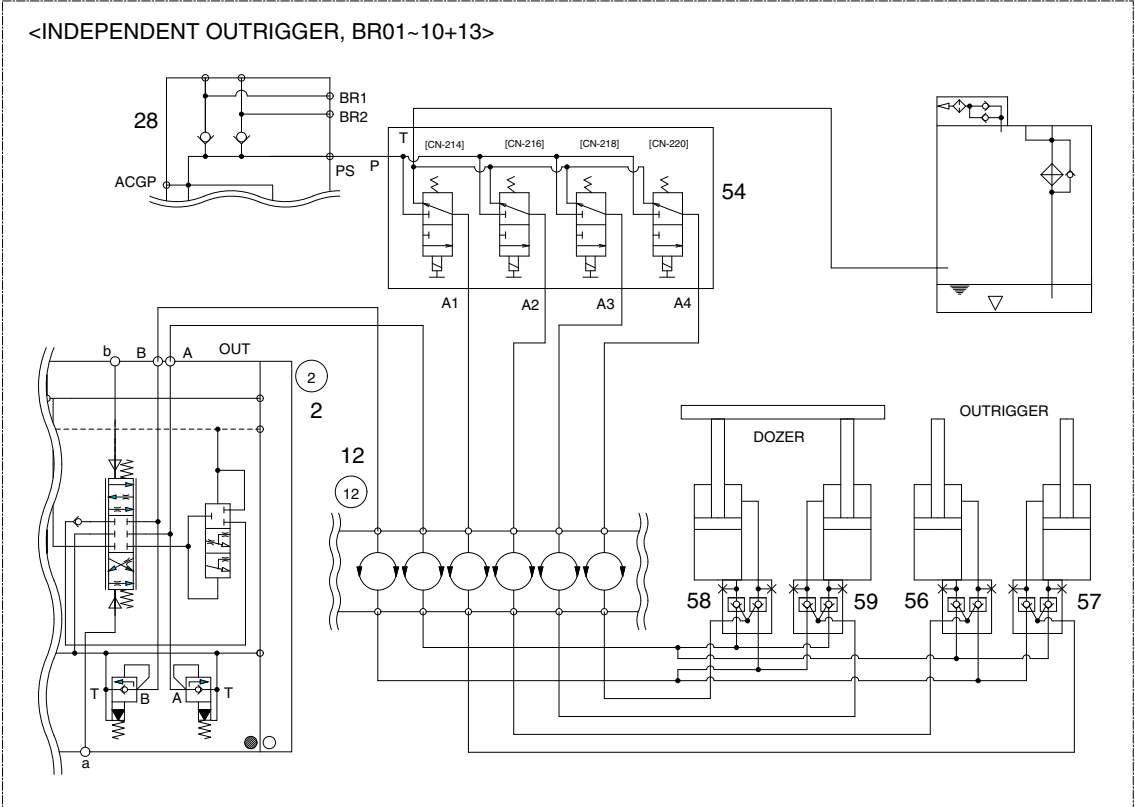 <INDEPENDENT OUTRIGGER, BR01~10+13>
28
BR1
BR2
PS
ACGP
P
T
[CN-214]
[CN-216]
[CN-218]
[CN-220]
54
A1
A2
A3
A4
b
B
A
OUT
2
2
12
12
DOZER
OUTRIGGER
58
59
56
57
T
B
A
T
a